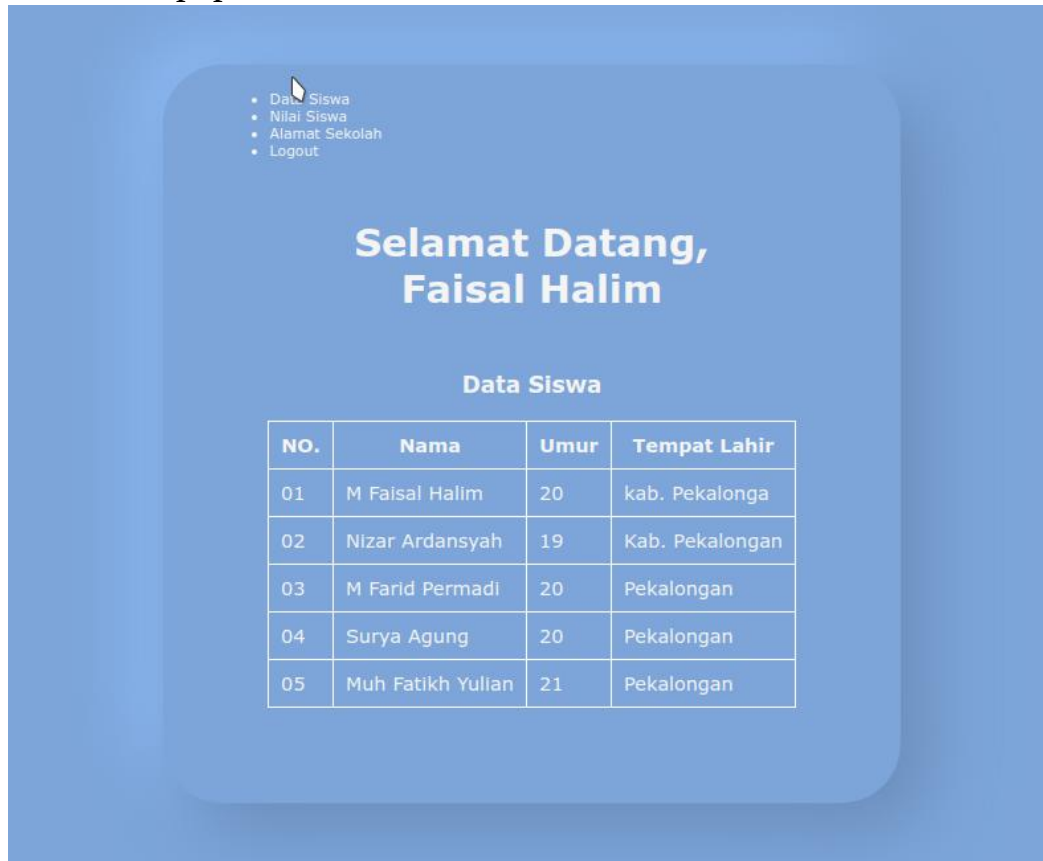 Data Siswa
Nilai Siswa
Alamat Sekolah
Logout
Selamat Datang,
Faisal Halim
Data Siswa
NO. Nama Umur Tempat Lahir
01 M Faisal Halim 20 kab. Pekalonga
02 Nizar Ardansyah 19 Kab. Pekalongan
03 M Farid Permadi 20 Pekalongan
04 Surya Agung 20 Pekalongan
05 Muh Fatikh Yulian 21 Pekalongan